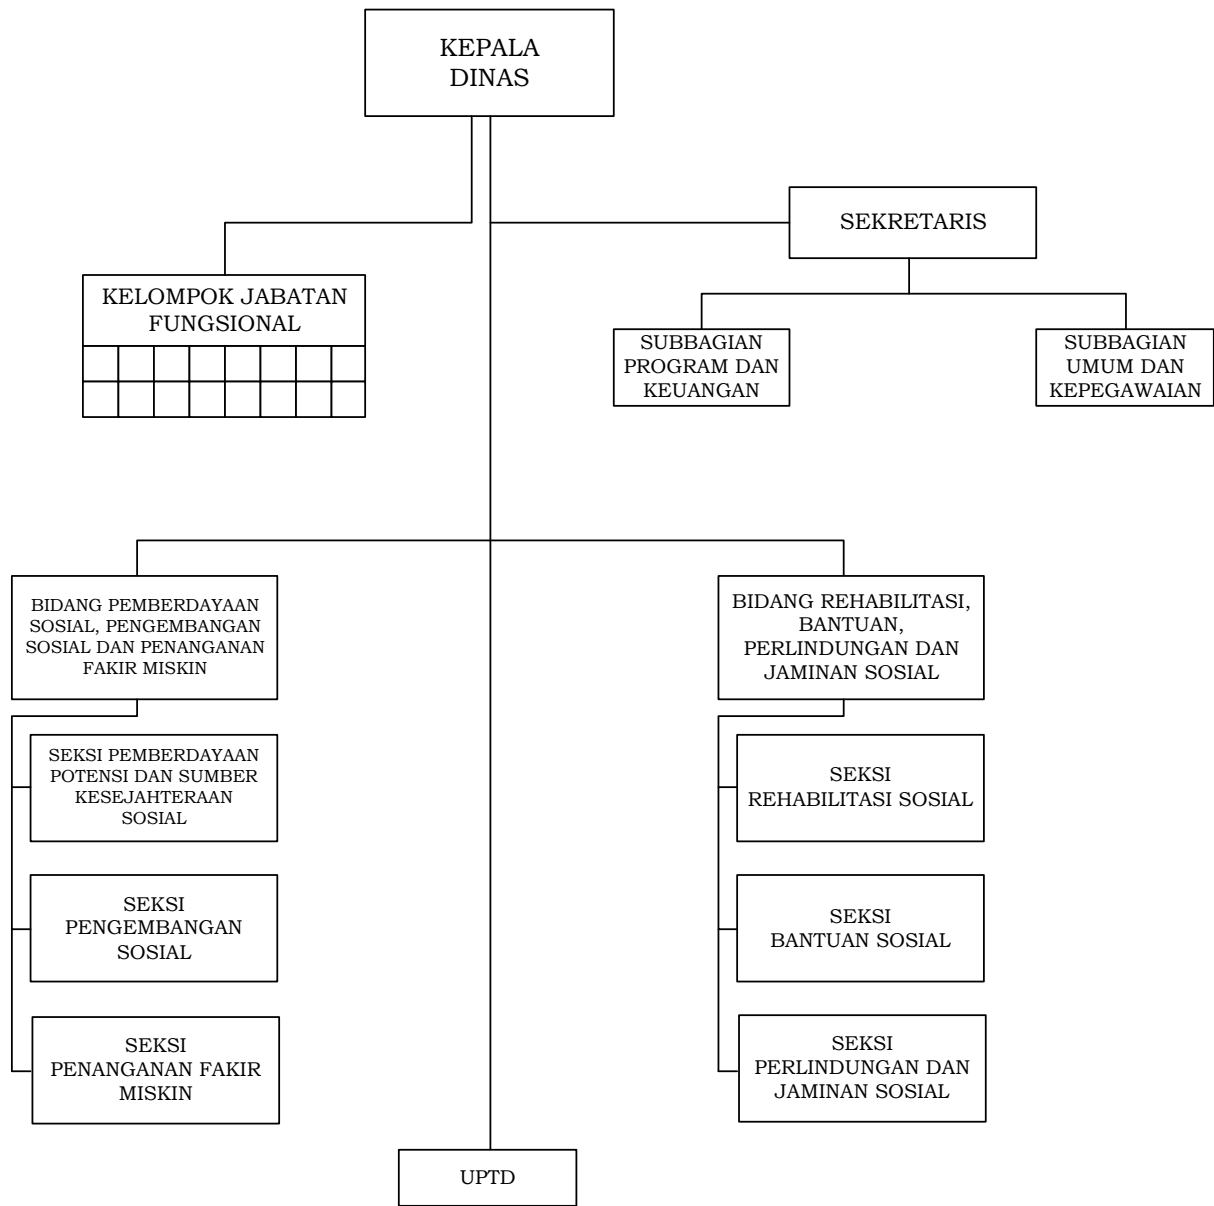 KEPALA
DINAS
SEKRETARIS
KELOMPOK JABATAN
FUNGSIONAL
SUBBAGIAN
PROGRAM DAN
KEUANGAN
SUBBAGIAN
UMUM DAN
KEPEGAWAIAN
BIDANG PEMBERDAYAAN
SOSIAL, PENGEMBANGAN
SOSIAL DAN PENANGANAN
FAKIR MISKIN
BIDANG REHABILITASI,
BANTUAN,
PERLINDUNGAN DAN
JAMINAN SOSIAL
SEKSI PEMBERDAYAAN
POTENSI DAN SUMBER
KESEJAHTERAAN
SOSIAL
SEKSI
REHABILITASI SOSIAL
SEKSI
PENGEMBANGAN
SOSIAL
SEKSI
BANTUAN SOSIAL
SEKSI
PENANGANAN FAKIR
MISKIN
SEKSI
PERLINDUNGAN DAN
JAMINAN SOSIAL
UPTD